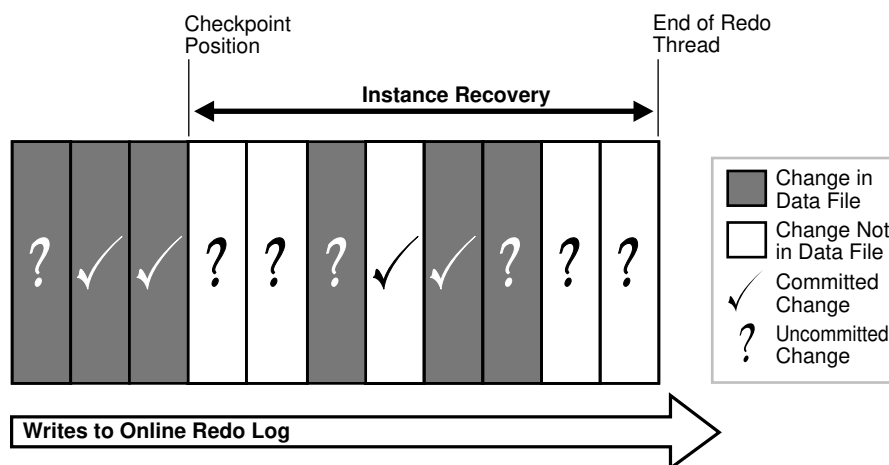 Checkpoint
Position
End of Redo
Thread
Instance Recovery
? ✓ ✓ ? ? ? ✓ ✓ ? ? ?
Change in
Data File
Change Not
in Data File
✓ Committed
Change
? Uncommitted
Change
Writes to Online Redo Log